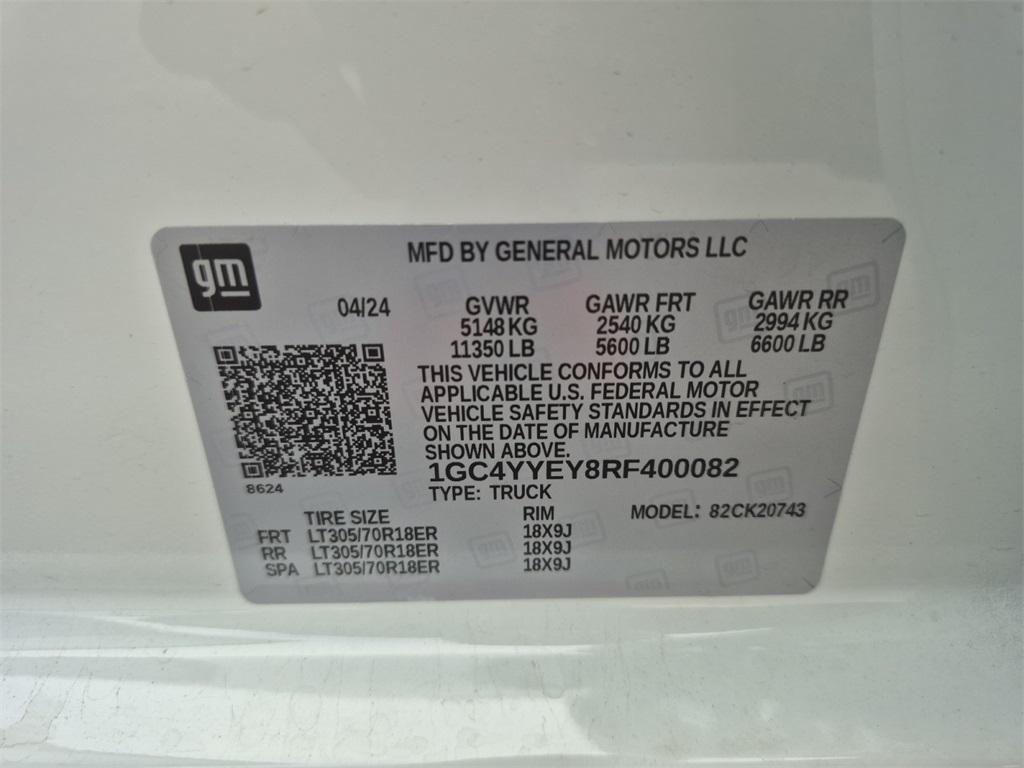 gm
MFD BY GENERAL MOTORS LLC
04/24 GVWR GAWR FRT GAWR RR
5148 KG 2540 KG 2994 KG
11350 LB 5600 LB 6600 LB
THIS VEHICLE CONFORMS TO ALL
APPLICABLE U.S. FEDERAL MOTOR
VEHICLE SAFETY STANDARDS IN EFFECT
ON THE DATE OF MANUFACTURE
SHOWN ABOVE.
8624
1GC4YYEY8RF400082
TYPE: TRUCK
TIRE SIZE RIM MODEL: 82CK20743
FRT LT305/70R18ER 18X9J
RR LT305/70R18ER 18X9J
SPA LT305/70R18ER 18X9J